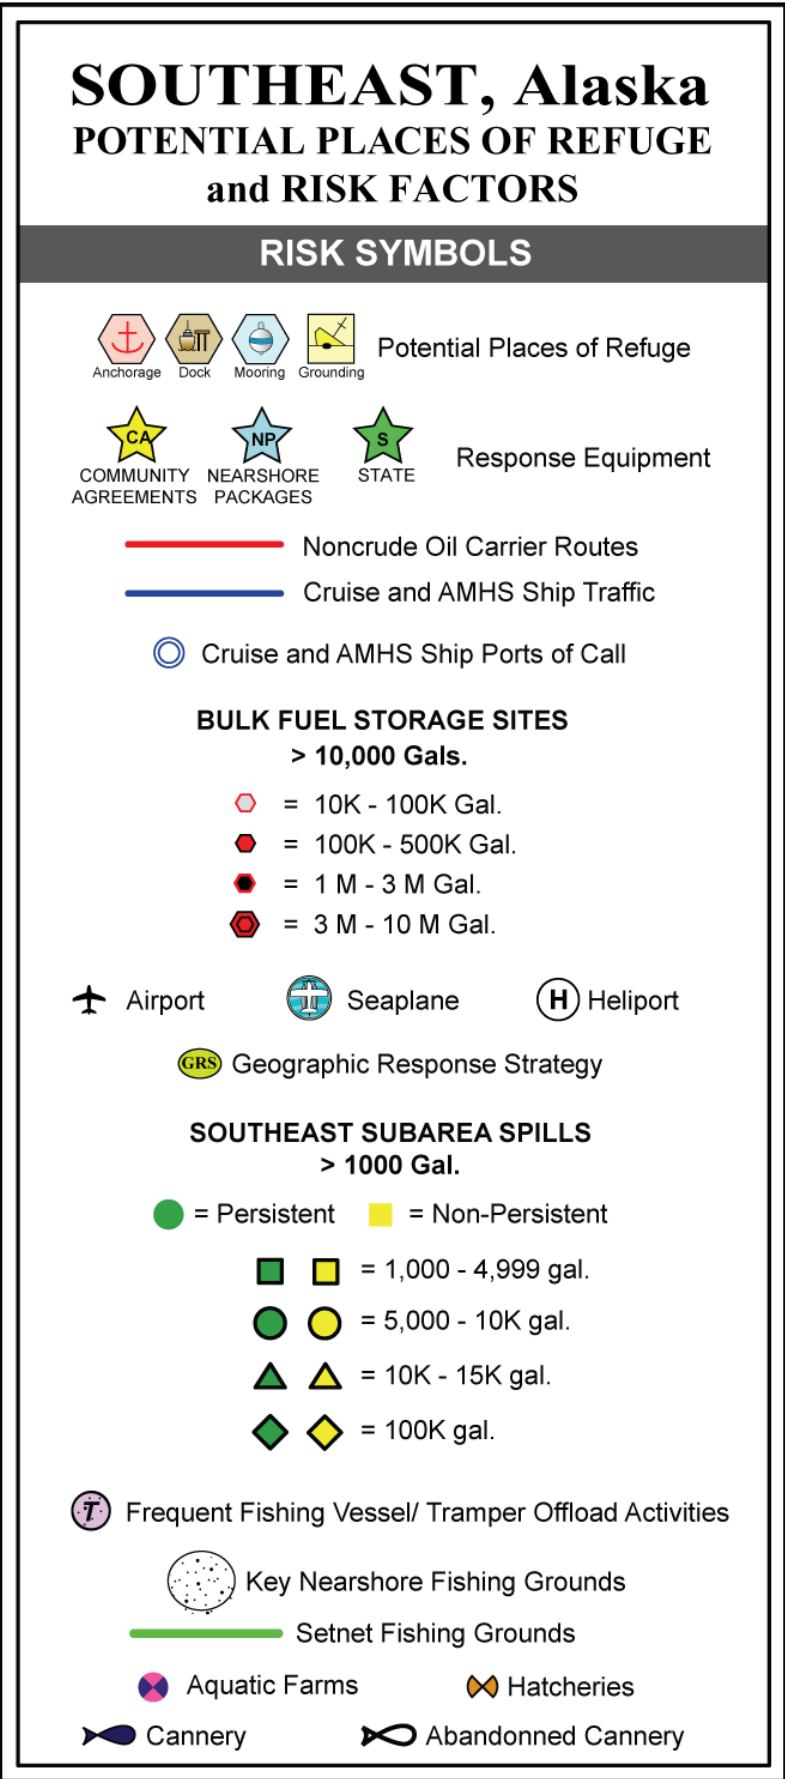 SOUTHEAST, Alaska
POTENTIAL PLACES OF REFUGE
and RISK FACTORS
RISK SYMBOLS
Anchorage Dock Mooring Grounding
Potential Places of Refuge
CA NP S
COMMUNITY AGREEMENTS
NEARSHORE PACKAGES
STATE
Response Equipment
Noncrude Oil Carrier Routes
Cruise and AMHS Ship Traffic
Cruise and AMHS Ship Ports of Call
BULK FUEL STORAGE SITES
> 10,000 Gals.
= 10K - 100K Gal.
= 100K - 500K Gal.
= 1 M - 3 M Gal.
= 3 M - 10 M Gal.
Airport Seaplane H Heliport
GRS Geographic Response Strategy
SOUTHEAST SUBAREA SPILLS
> 1000 Gal.
= Persistent = Non-Persistent
= 1,000 - 4,999 gal.
= 5,000 - 10K gal.
= 10K - 15K gal.
= 100K gal.
T Frequent Fishing Vessel/ Tramper Offload Activities
Key Nearshore Fishing Grounds
Setnet Fishing Grounds
Aquatic Farms Hatcheries
Cannery Abandonned Cannery